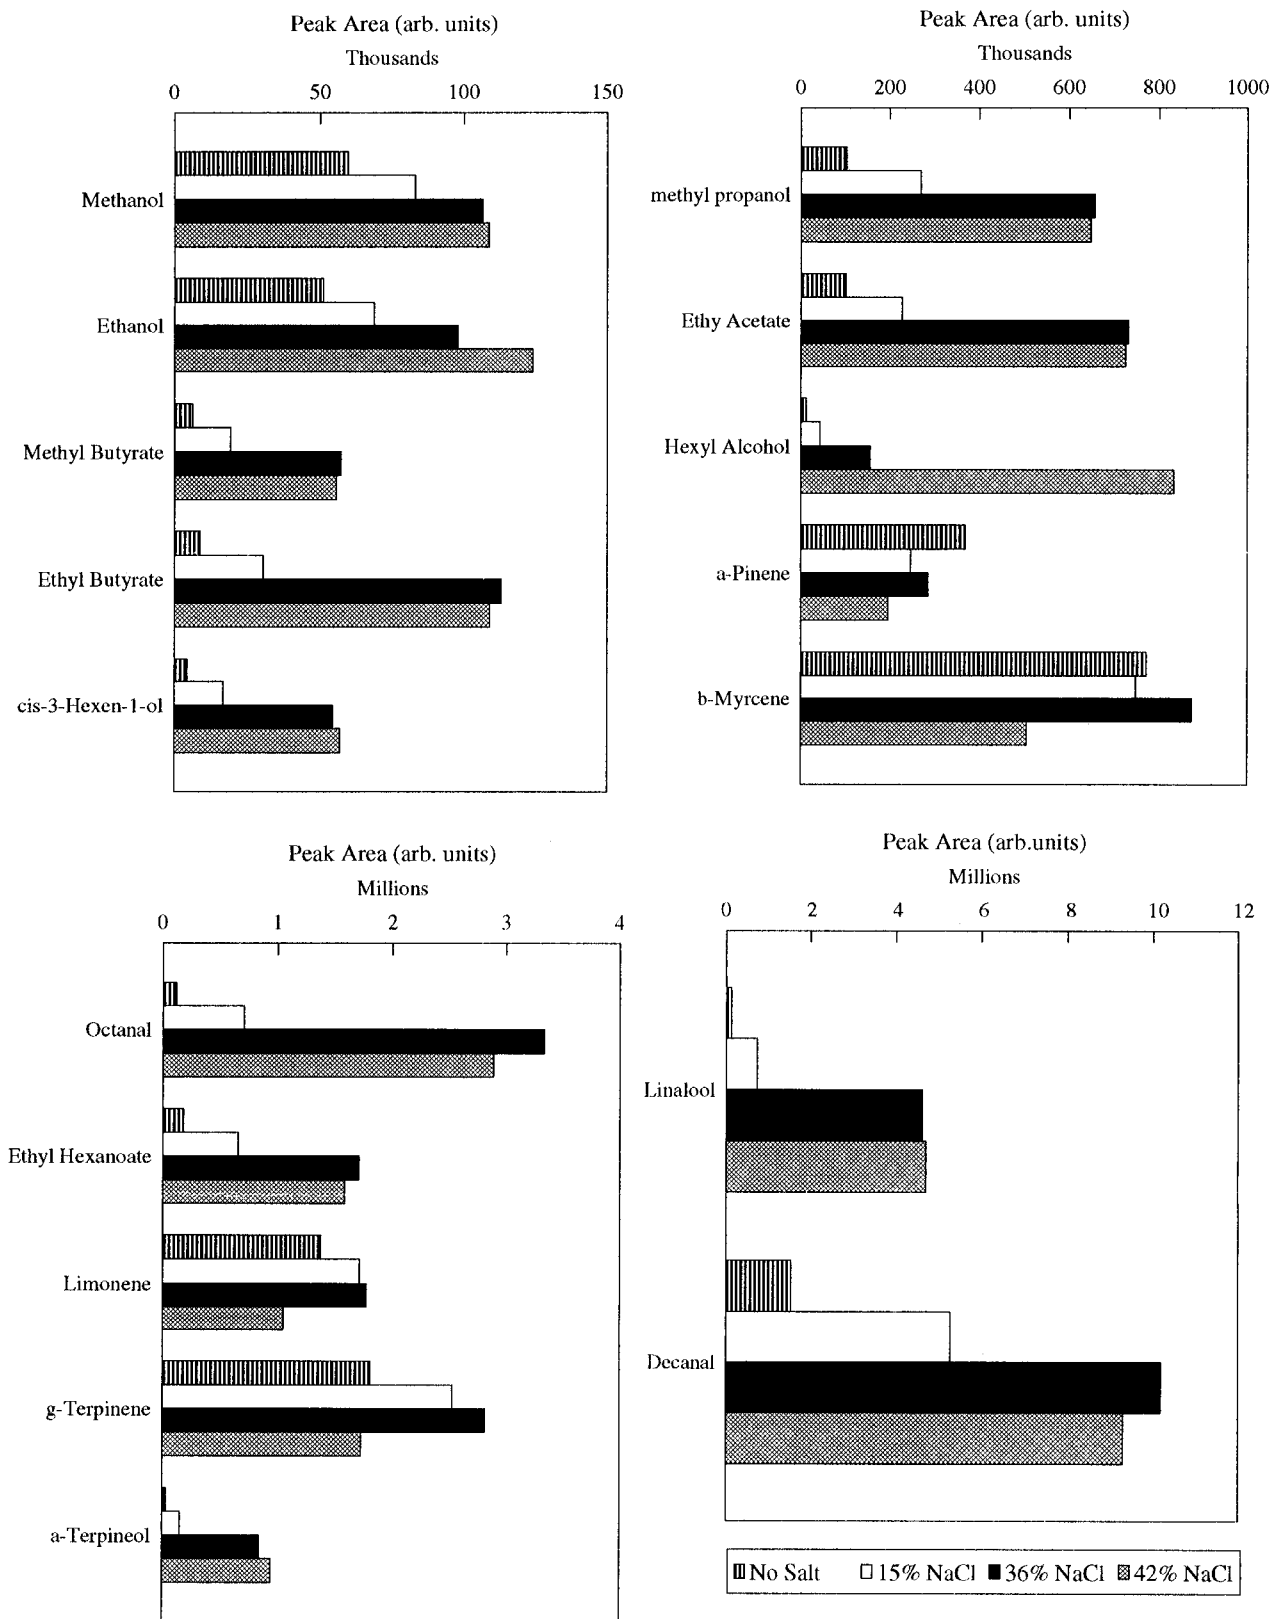 Peak Area (arb. units)
Thousands
0 50 100 150
Methanol
Ethanol
Methyl Butyrate
Ethyl Butyrate
cis-3-Hexen-1-ol
Peak Area (arb. units)
Thousands
0 200 400 600 800 1000
methyl propanol
Ethy Acetate
Hexyl Alcohol
a-Pinene
b-Myrcene
Peak Area (arb. units)
Millions
0 1 2 3 4
Octanal
Ethyl Hexanoate
Limonene
g-Terpinene
a-Terpineol
Peak Area (arb.units)
Millions
0 2 4 6 8 10 12
Linalool
Decanal
No Salt 15% NaCl 36% NaCl 42% NaCl